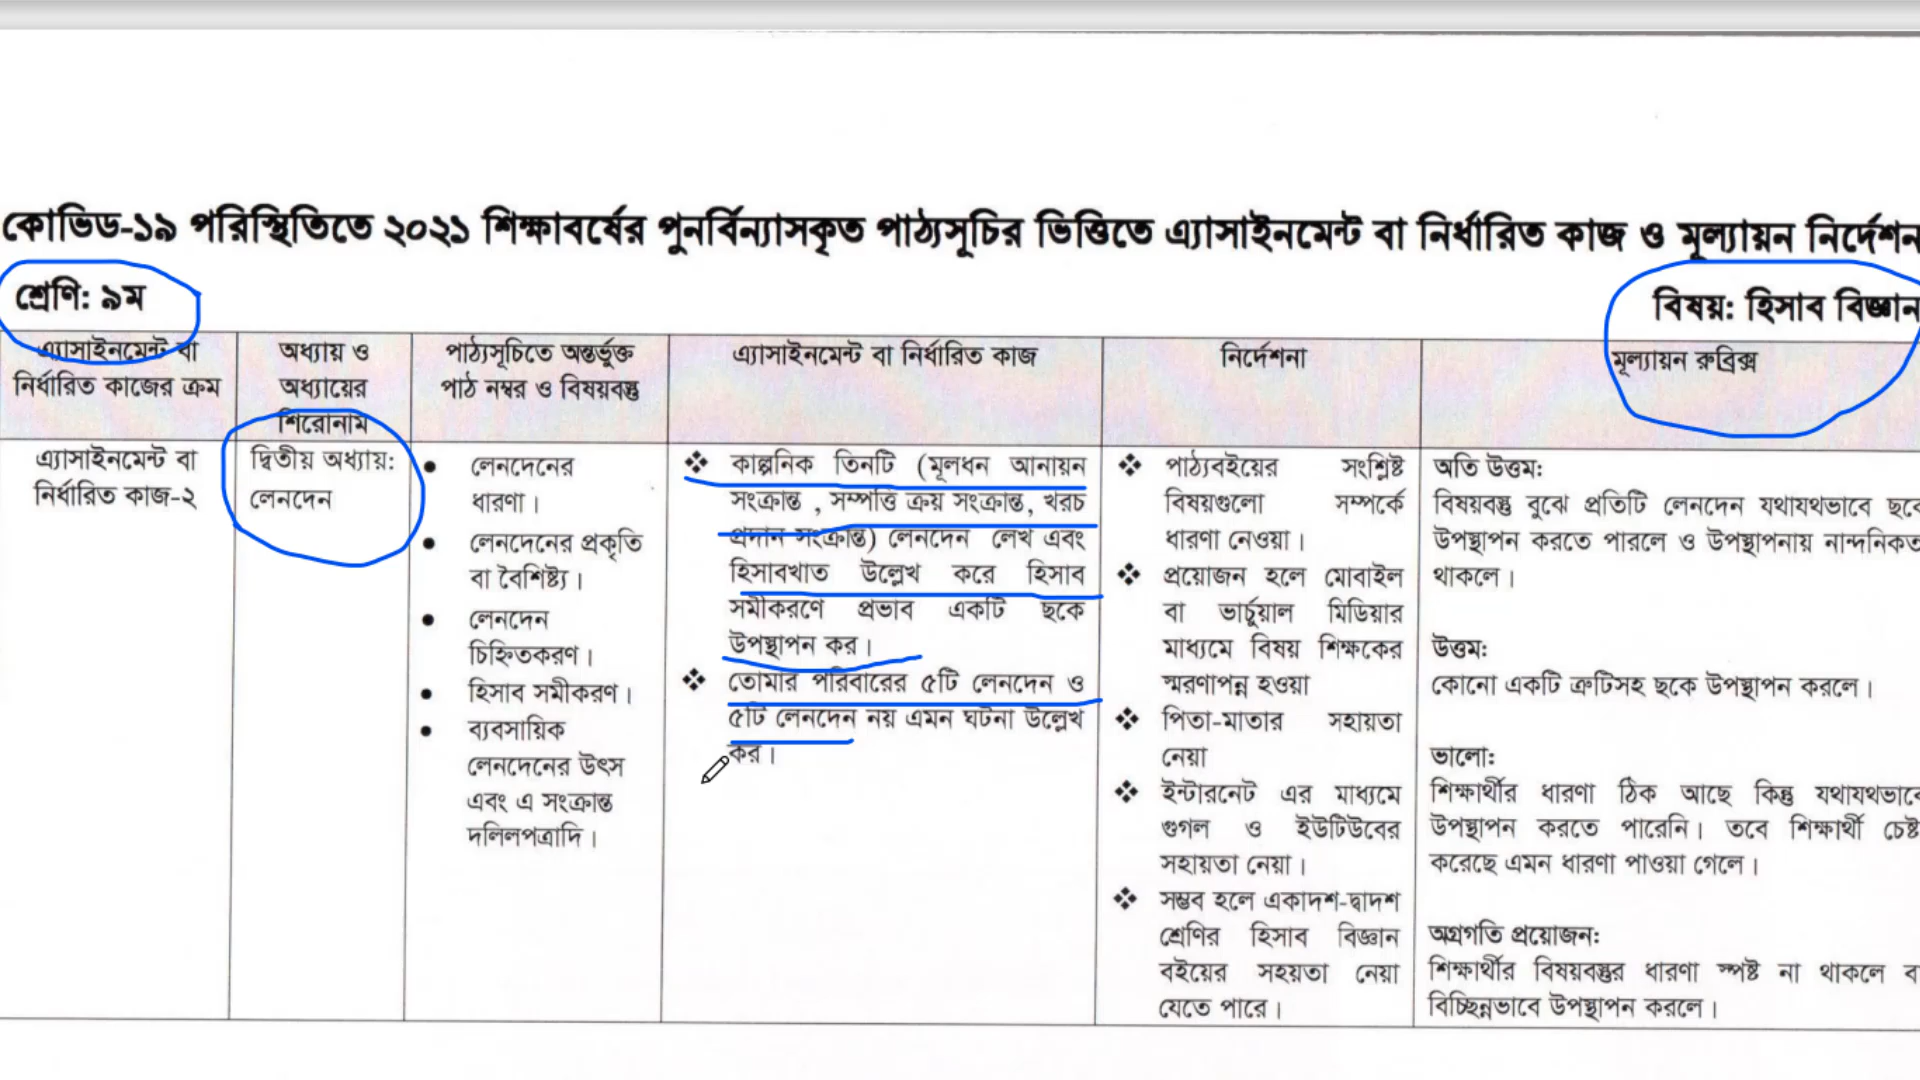 কোভিড-১৯ পরিস্থিতিতে ২০২১ শিক্ষাবর্ষের পুনর্বিন্যাসকৃত পাঠ্যসূচির ভিত্তিতে এ্যাসাইনমেন্ট বা নির্ধারিত কাজ ও মূল্যায়ন নির্দেশন
শ্রেণি: ৯ম
বিষয়: হিসাব বিজ্ঞান
এ্যাসাইনমেন্ট বা
নির্ধারিত কাজের ক্রম
অধ্যায় ও
অধ্যায়ের
শিরোনাম
পাঠ্যসূচিতে অন্তর্ভুক্ত
পাঠ নম্বর ও বিষয়বস্তু
এ্যাসাইনমেন্ট বা নির্ধারিত কাজ
নির্দেশনা
মূল্যায়ন রুব্রিক্স
এ্যাসাইনমেন্ট বা
নির্ধারিত কাজ-২
দ্বিতীয় অধ্যায়:
লেনদেন
লেনদেনের
ধারণা।
লেনদেনের প্রকৃতি
বা বৈশিষ্ট্য।
লেনদেন
চিহ্নিতকরণ।
হিসাব সমীকরণ।
ব্যবসায়িক
লেনদেনের উৎস
এবং এ সংক্রান্ত
দলিলপত্রাদি।
কাল্পনিক তিনটি (মূলধন আনায়ন
সংক্রান্ত , সম্পত্তি ক্রয় সংক্রান্ত, খরচ
প্রদান সংক্রান্ত) লেনদেন লেখ এবং
হিসাবখাত উল্লেখ করে হিসাব
সমীকরণে প্রভাব একটি ছকে
উপস্থাপন কর।
তোমার পরিবারের ৫টি লেনদেন ও
৫টি লেনদেন নয় এমন ঘটনা উল্লেখ
কর।
পাঠ্যবইয়ের সংশ্লিষ্ট
বিষয়গুলো সম্পর্কে
ধারণা নেওয়া।
প্রয়োজন হলে মোবাইল
বা ভার্চুয়াল মিডিয়ার
মাধ্যমে বিষয় শিক্ষকের
স্মরণাপন্ন হওয়া
পিতা-মাতার সহায়তা
নেয়া
ইন্টারনেট এর মাধ্যমে
গুগল ও ইউটিউবের
সহায়তা নেয়া।
সম্ভব হলে একাদশ-দ্বাদশ
শ্রেণির হিসাব বিজ্ঞান
বইয়ের সহয়তা নেয়া
যেতে পারে।
অতি উত্তম:
বিষয়বস্তু বুঝে প্রতিটি লেনদেন যথাযথভাবে ছকে
উপস্থাপন করতে পারলে ও উপস্থাপনায় নান্দনিকত
থাকলে।
উত্তম:
কোনো একটি ত্রুটিসহ ছকে উপস্থাপন করলে।
ভালো:
শিক্ষার্থীর ধারণা ঠিক আছে কিন্তু যথাযথভাবে
উপস্থাপন করতে পারেনি। তবে শিক্ষার্থী চেষ্ট
করেছে এমন ধারণা পাওয়া গেলে।
অগ্রগতি প্রয়োজন:
শিক্ষার্থীর বিষয়বস্তুর ধারণা স্পষ্ট না থাকলে ব
বিচ্ছিন্নভাবে উপস্থাপন করলে।